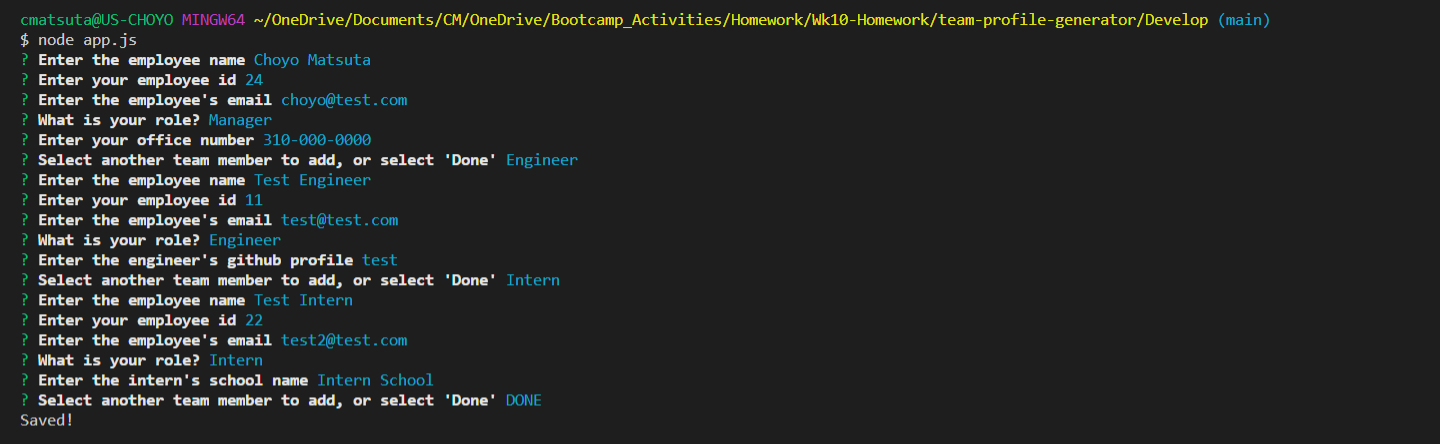 cmatsuta@US-CHOYO MINGW64 ~/OneDrive/Documents/CM/OneDrive/Bootcamp_Activities/Homework/Wk10-Homework/team-profile-generator/Develop (main)
$ node app.js
? Enter the employee name Choyo Matsuta
? Enter your employee id 24
? Enter the employee's email choyo@test.com
? What is your role? Manager
? Enter your office number 310-000-0000
? Select another team member to add, or select 'Done' Engineer
? Enter the employee name Test Engineer
? Enter your employee id 11
? Enter the employee's email test@test.com
? What is your role? Engineer
? Enter the engineer's github profile test
? Select another team member to add, or select 'Done' Intern
? Enter the employee name Test Intern
? Enter your employee id 22
? Enter the employee's email test2@test.com
? What is your role? Intern
? Enter the intern's school name Intern School
? Select another team member to add, or select 'Done' DONE
Saved!